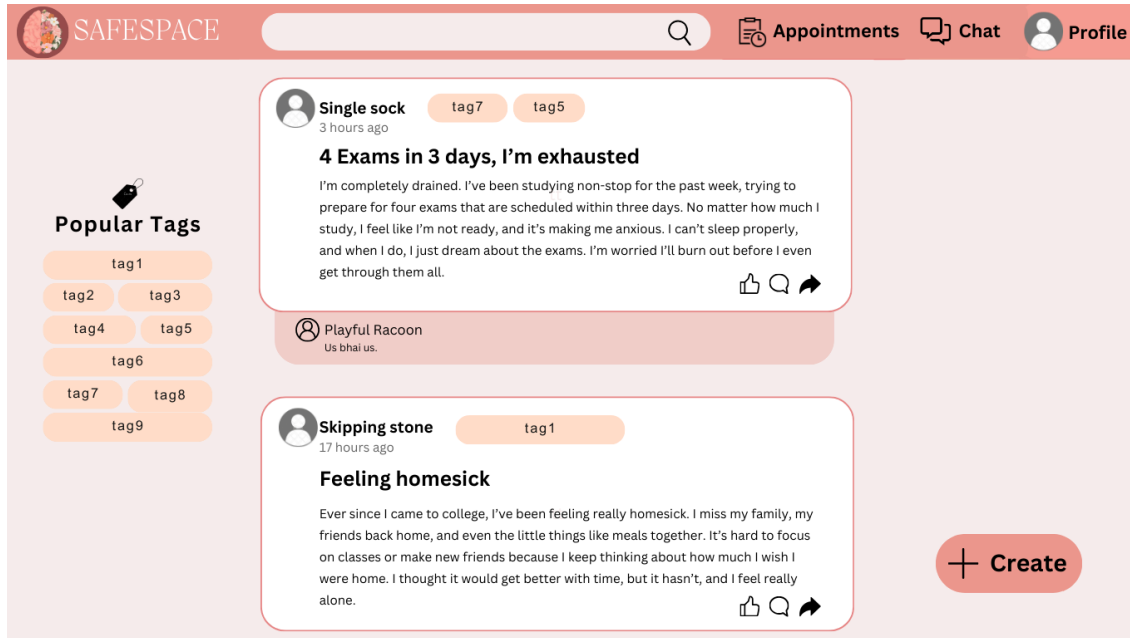 SAFESPACE
Appointments
Chat
Profile
Popular Tags
tag1
tag2
tag3
tag4
tag5
tag6
tag7
tag8
tag9
Single sock
tag7
tag5
3 hours ago
4 Exams in 3 days, I’m exhausted
I’m completely drained. I’ve been studying non-stop for the past week, trying to
prepare for four exams that are scheduled within three days. No matter how much I
study, I feel like I’m not ready, and it’s making me anxious. I can’t sleep properly,
and when I do, I just dream about the exams. I’m worried I’ll burn out before I even
get through them all.
Playful Racoon
Us bhai us.
Skipping stone
tag1
17 hours ago
Feeling homesick
Ever since I came to college, I’ve been feeling really homesick. I miss my family, my
friends back home, and even the little things like meals together. It’s hard to focus
on classes or make new friends because I keep thinking about how much I wish I
were home. I thought it would get better with time, but it hasn’t, and I feel really
alone.
Create